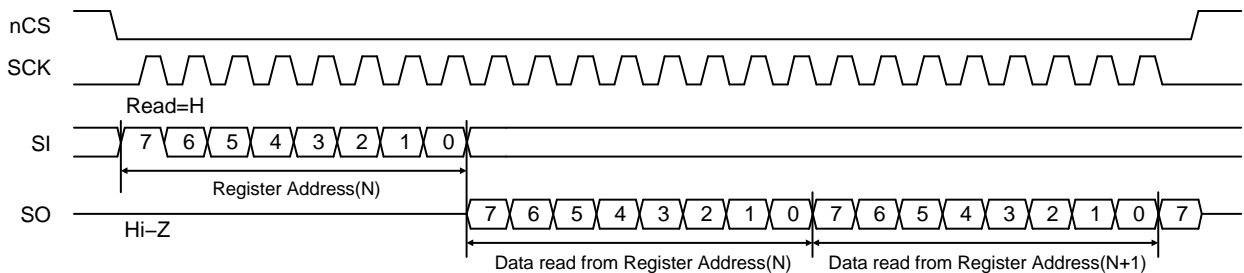 nCS
SCK
Read=H
SI 7 6 5 4 3 2 1 0
Register Address(N)
SO Hi–Z 7 6 5 4 3 2 1 0 7 6 5 4 3 2 1 0 7
Data read from Register Address(N) Data read from Register Address(N+1)